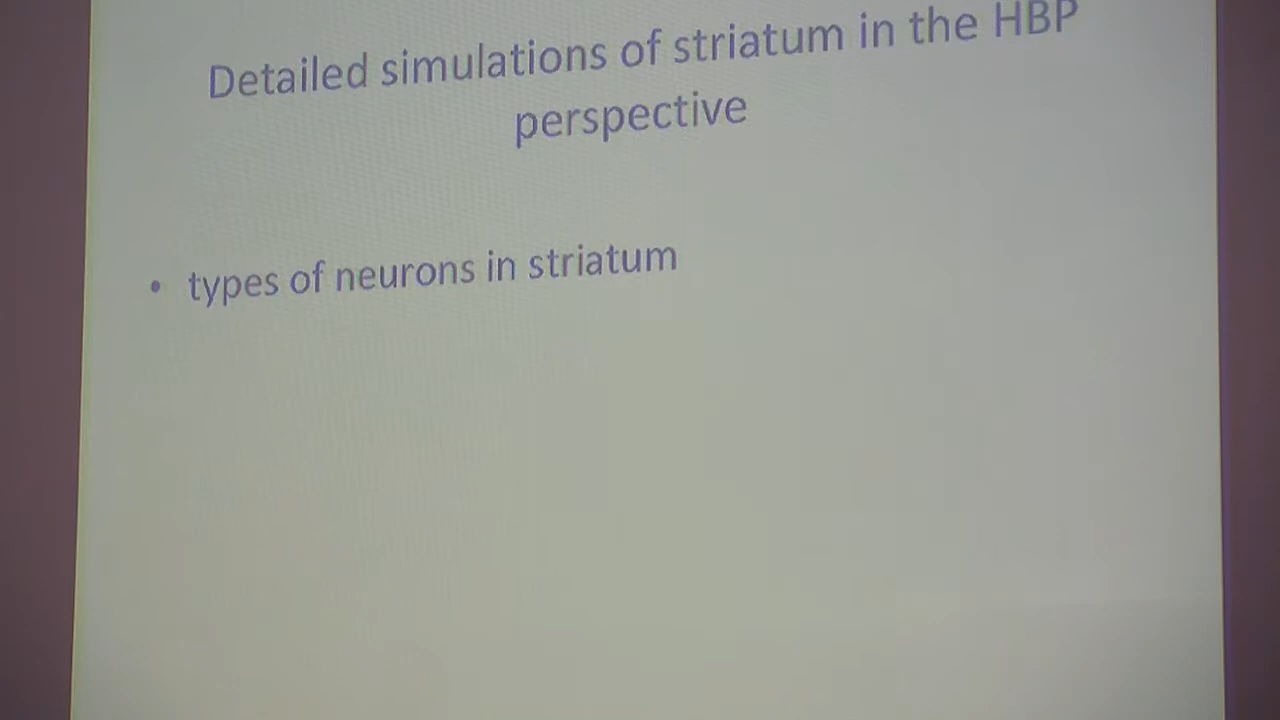 Detailed simulations of striatum in the HBP
perspective
• types of neurons in striatum